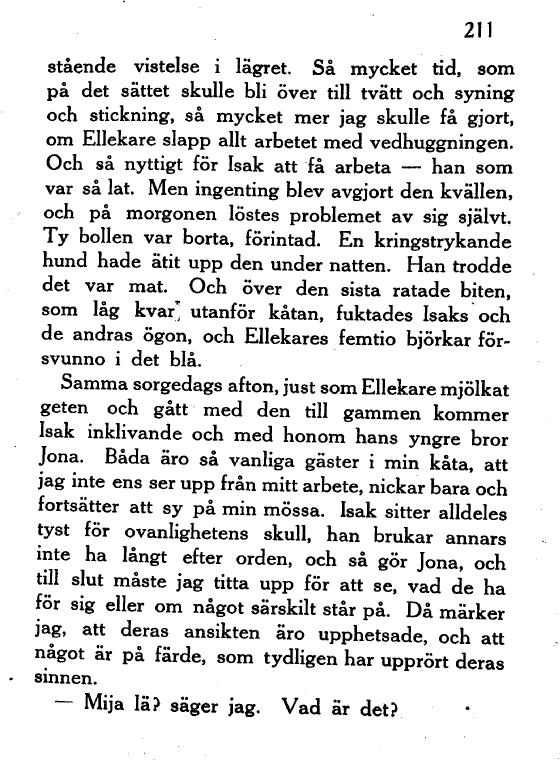 211
stående vistelse i lägret. Så mycket tid, som
på det sättet skulle bli över till tvätt och syning
och stickning, så mycket mer jag skulle få gjort,
om Ellekare slapp allt arbetet med vedhuggningen.
Och så nyttigt för Isak att få arbeta — han som
var så lat. Men ingenting blev avgjort den kvällen,
och på morgonen löstes problemet av sig självt.
Ty bollen var borta, förintad. En kringstrykande
hund hade ätit upp den under natten. Han trodde
det var mat. Och över den sista ratade biten,
som låg kvar utanför kåtan, fuktades Isaks och
de andras ögon, och Ellekares femtio björkar för-
svunno i det blå.
Samma sorgedags afton, just som Ellekare mjölkat
geten och gått med den till gammen kommer
Isak inklivande och med honom hans yngre bror
Jona. Båda äro så vanliga gäster i min kåta, att
jag inte ens ser upp från mitt arbete, nickar bara och
fortsätter att sy på min mössa. Isak sitter alldeles
tyst för ovanlighetens skull, han brukar annars
inte ha långt efter orden, och så gör Jona, och
till slut måste jag titta upp för att se, vad de ha
för sig eller om något särskilt står på. Då märker
jag, att deras ansikten äro upphetsade, och att
något är på färde, som tydligen har upprört deras
sinnen.
— Mija lä? säger jag. Vad är det?